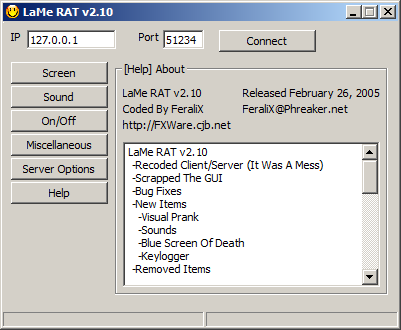 LaMe RAT v2.10
IP 127.0.0.1 Port 51234 Connect
Screen
Sound
On/Off
Miscellaneous
Server Options
Help
[Help] About
LaMe RAT v2.10 Released February 26, 2005
Coded By FeraliX FeraliX@Phreaker.net
http://FXWare.cjb.net
LaMe RAT v2.10
-Recoded Client/Server (It Was A Mess)
-Scrapped The GUI
-Bug Fixes
-New Items
-Visual Prank
-Sounds
-Blue Screen Of Death
-Keylogger
-Removed Items